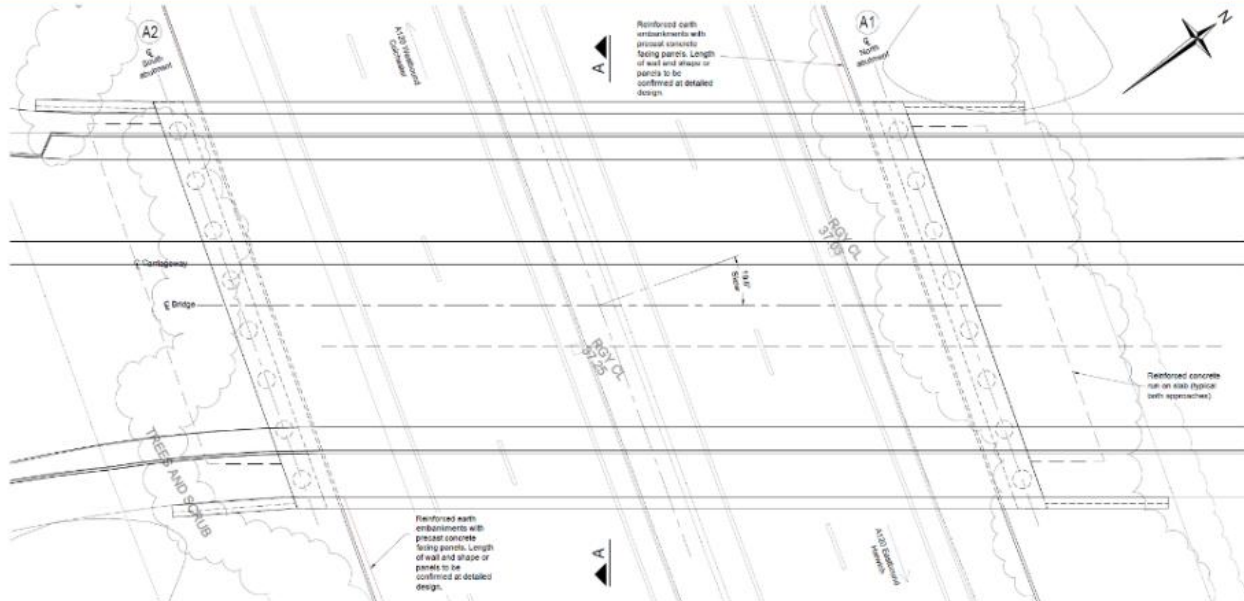 A2
℄
South
abutment
A120 Westbound
Colchester
A
Reinforced earth
embankments with
precast concrete
facing panels. Length
of wall and shape or
panels to be
confirmed at detailed
design.
A1
℄
North
abutment
N
RGY CL
37.03
℄ Carriageway
19.6°
Skew
℄ Bridge
RGY CL
37.25
Reinforced concrete
run on slab (typical
both approaches)
TREES AND SCRUB
Reinforced earth
embankments with
precast concrete
facing panels. Length
of wall and shape or
panels to be
confirmed at detailed
design.
A
A120 Eastbound
Harwich